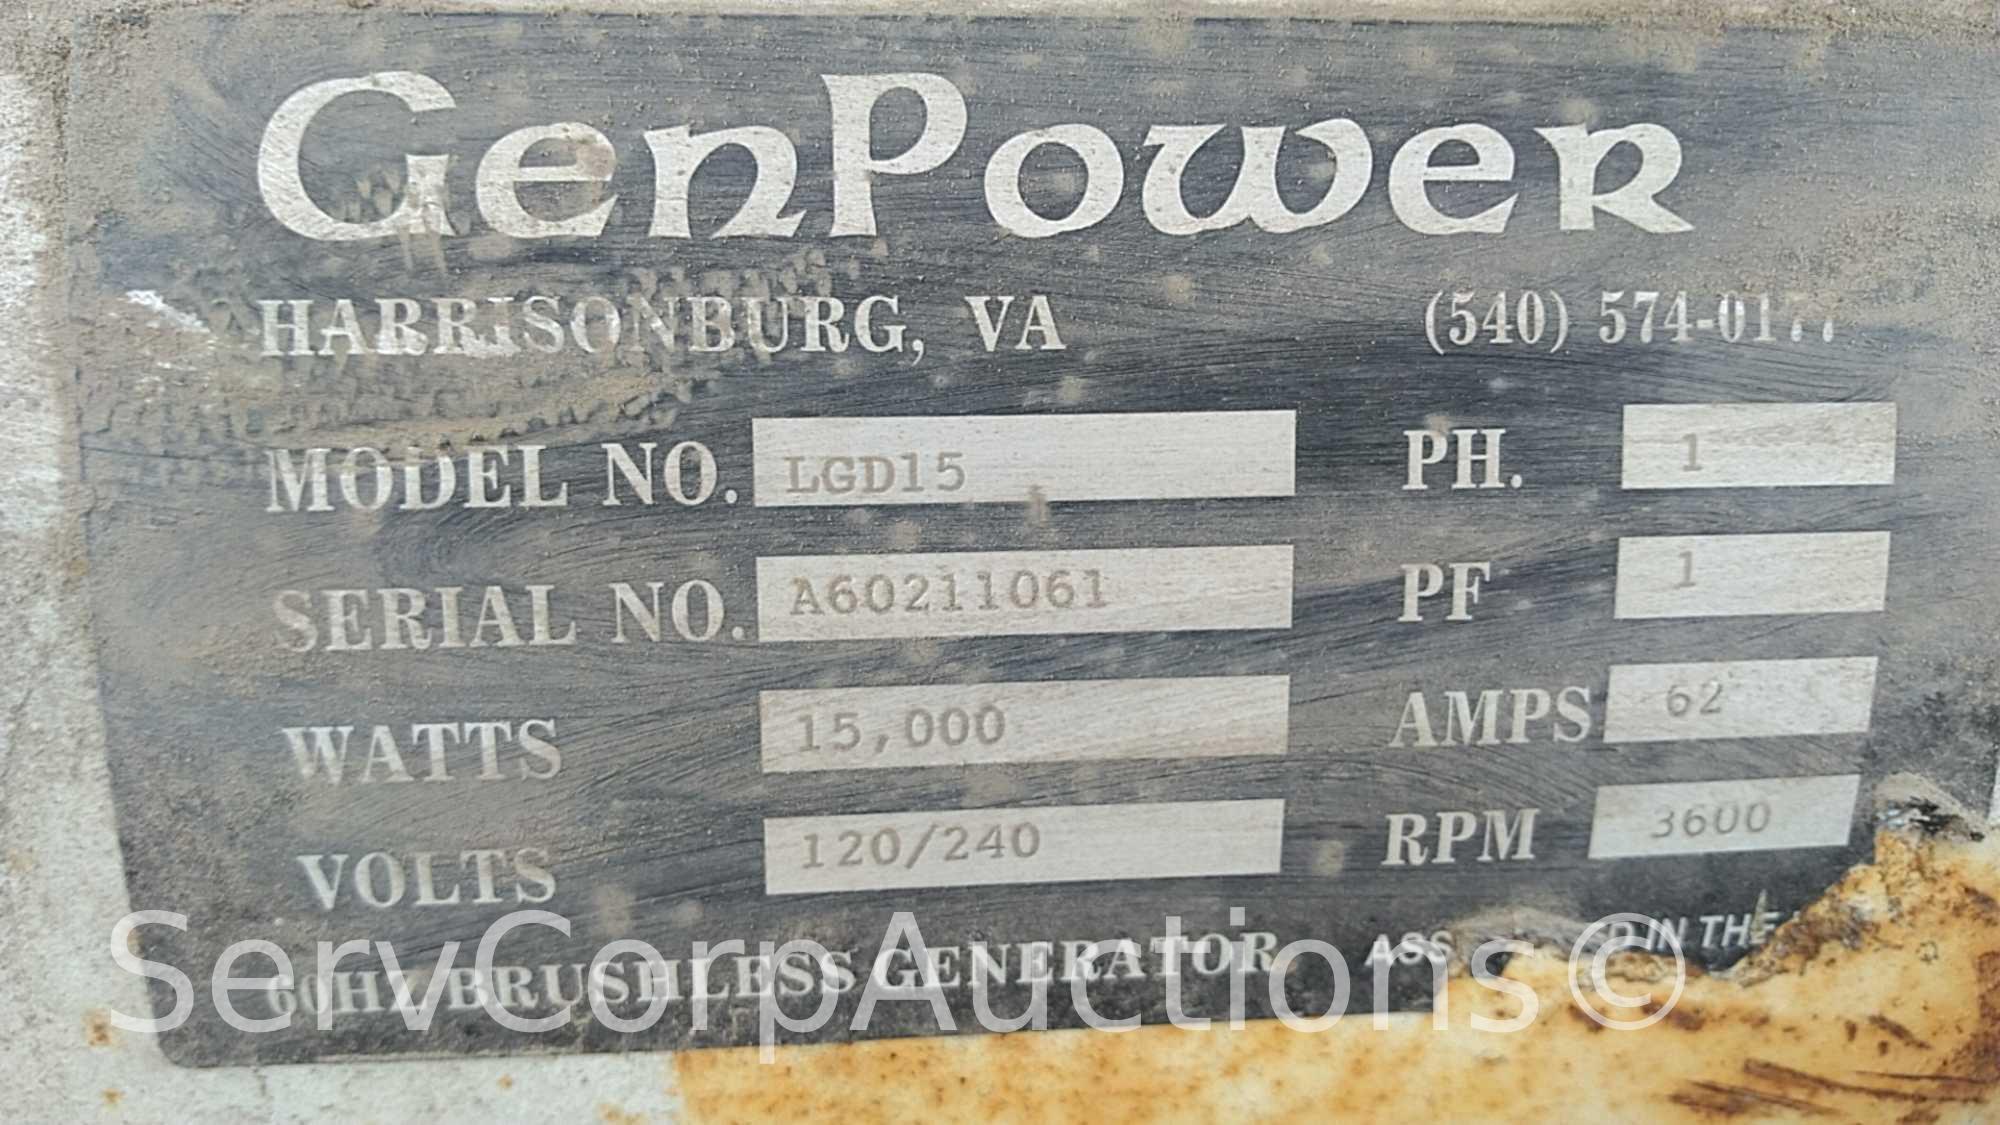 GenPower
HARRISONBURG, VA (540) 574-0177
MODEL NO. LGD15 PH. 1
SERIAL NO. A60211061 PF 1
WATTS 15,000 AMPS 62
VOLTS 120/240 RPM 3600
60HZ BRUSHLESS GENERATOR IN THE
ServCorpAuctions©